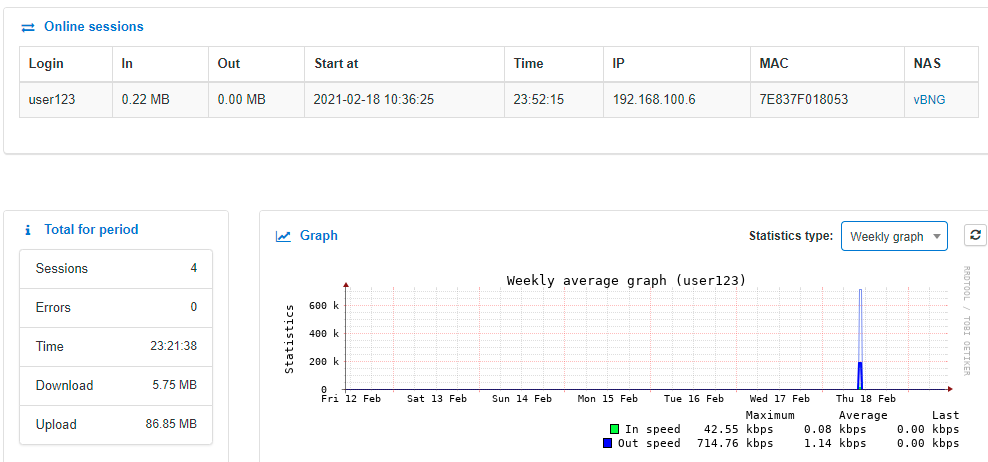 Online sessions
Login In Out Start at Time IP MAC NAS
user123 0.22 MB 0.00 MB 2021-02-18 10:36:25 23:52:15 192.168.100.6 7E837F018053 vBNG
Total for period
Sessions 4
Errors 0
Time 23:21:38
Download 5.75 MB
Upload 86.85 MB
Graph
Statistics type: Weekly graph
Weekly average graph (user123)
RRDTOOL / TOBI OETIKER
Statistics
600 k
400 k
200 k
0
Fri 12 Feb Sat 13 Feb Sun 14 Feb Mon 15 Feb Tue 16 Feb Wed 17 Feb Thu 18 Feb
Maximum Average Last
In speed 42.55 kbps 0.08 kbps 0.00 kbps
Out speed 714.76 kbps 1.14 kbps 0.00 kbps